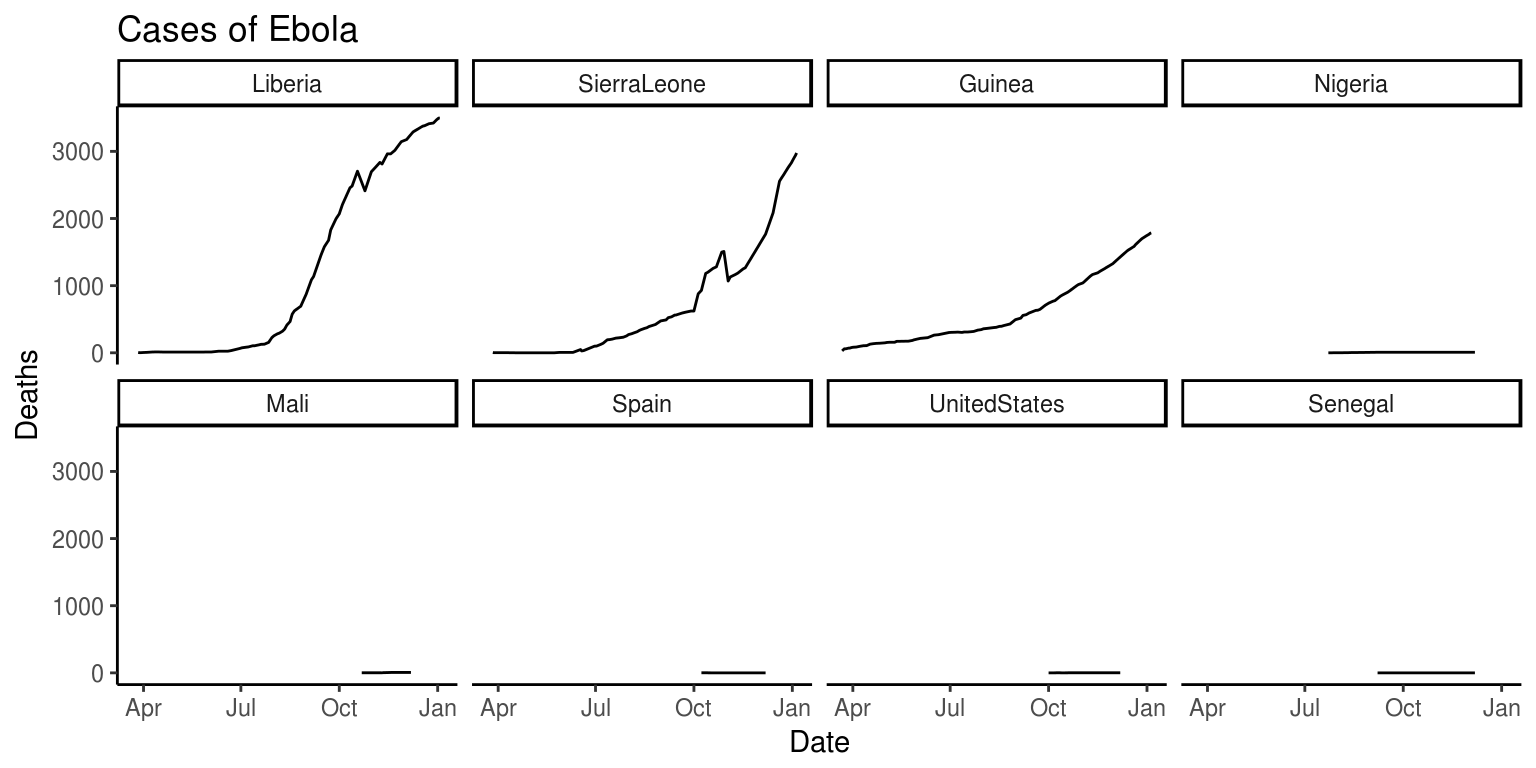 Cases of Ebola
Liberia SierraLeone Guinea Nigeria
3000
2000
1000
0
Deaths
Mali Spain UnitedStates Senegal
3000
2000
1000
0
Apr Jul Oct Jan Apr Jul Oct Jan Apr Jul Oct Jan Apr Jul Oct Jan
Date